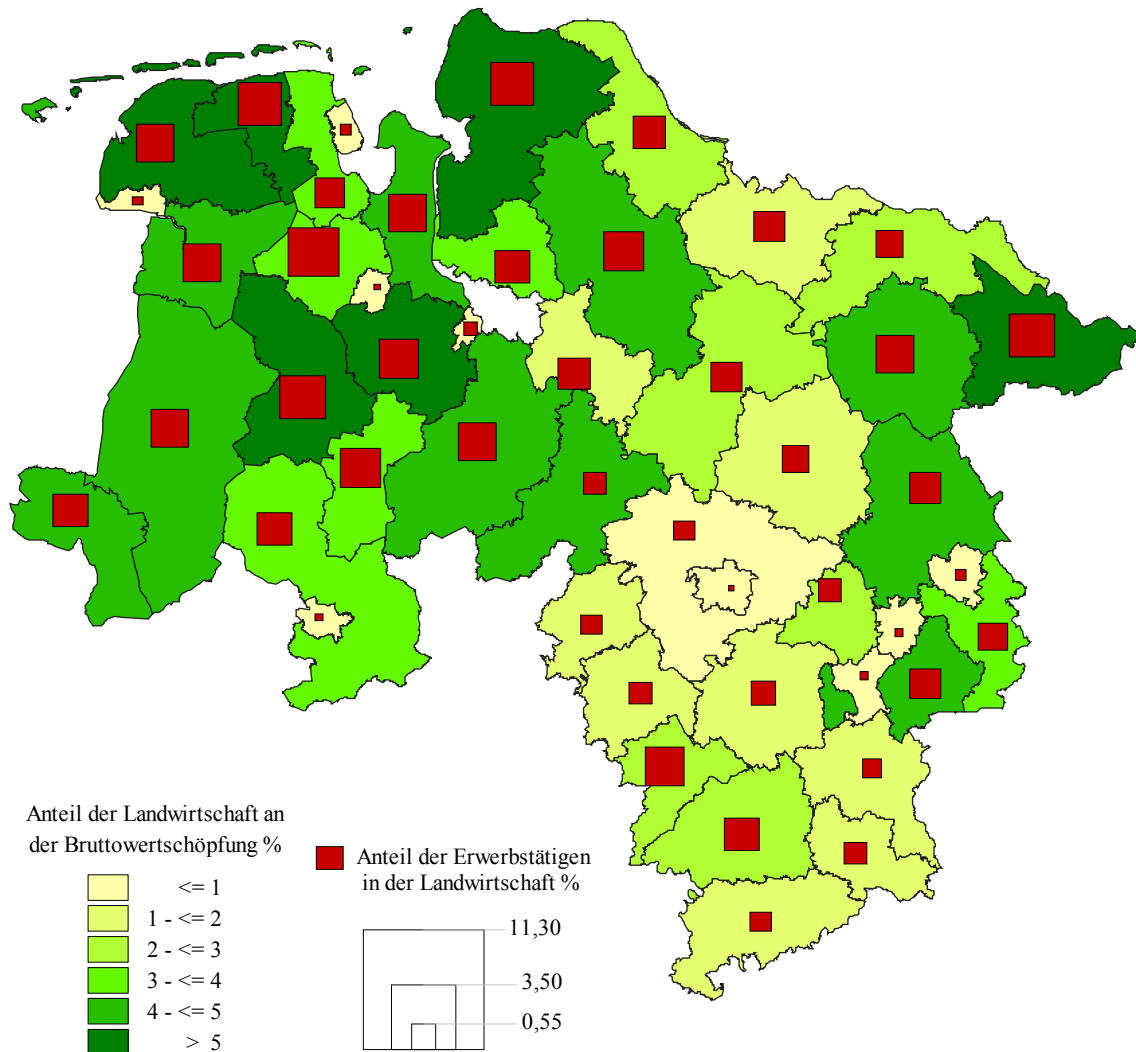 Anteil der Landwirtschaft an
der Bruttowertschöpfung %
<= 1
1 - <= 2
2 - <= 3
3 - <= 4
4 - <= 5
> 5
Anteil der Erwerbstätigen
in der Landwirtschaft %
11,30
3,50
0,55